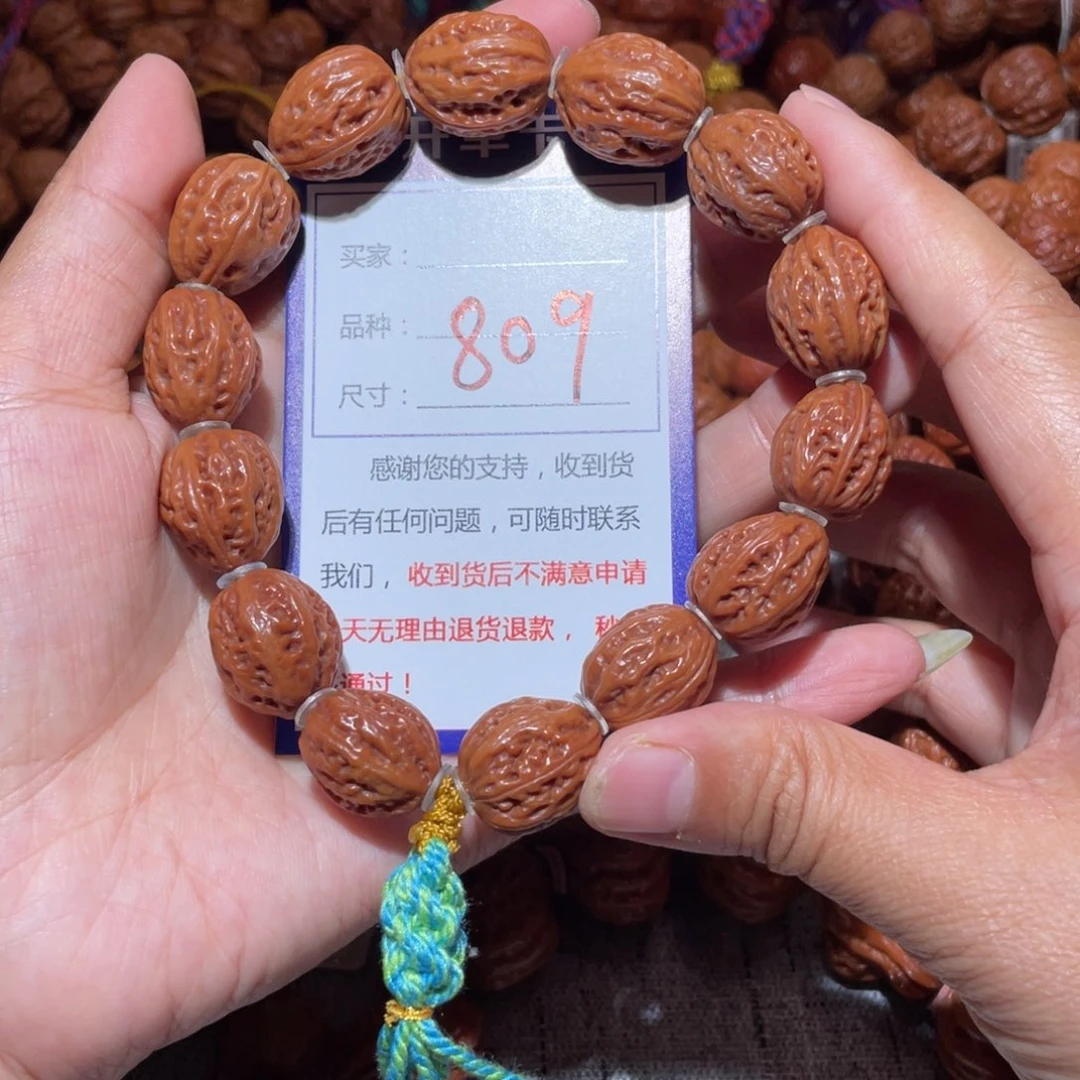 买家：
品种：
809
尺寸：
感谢您的支持，收到货
后有任何问题，可随时联系
我们，收到货后不满意申请
天无理由退货退款，秒
通过！